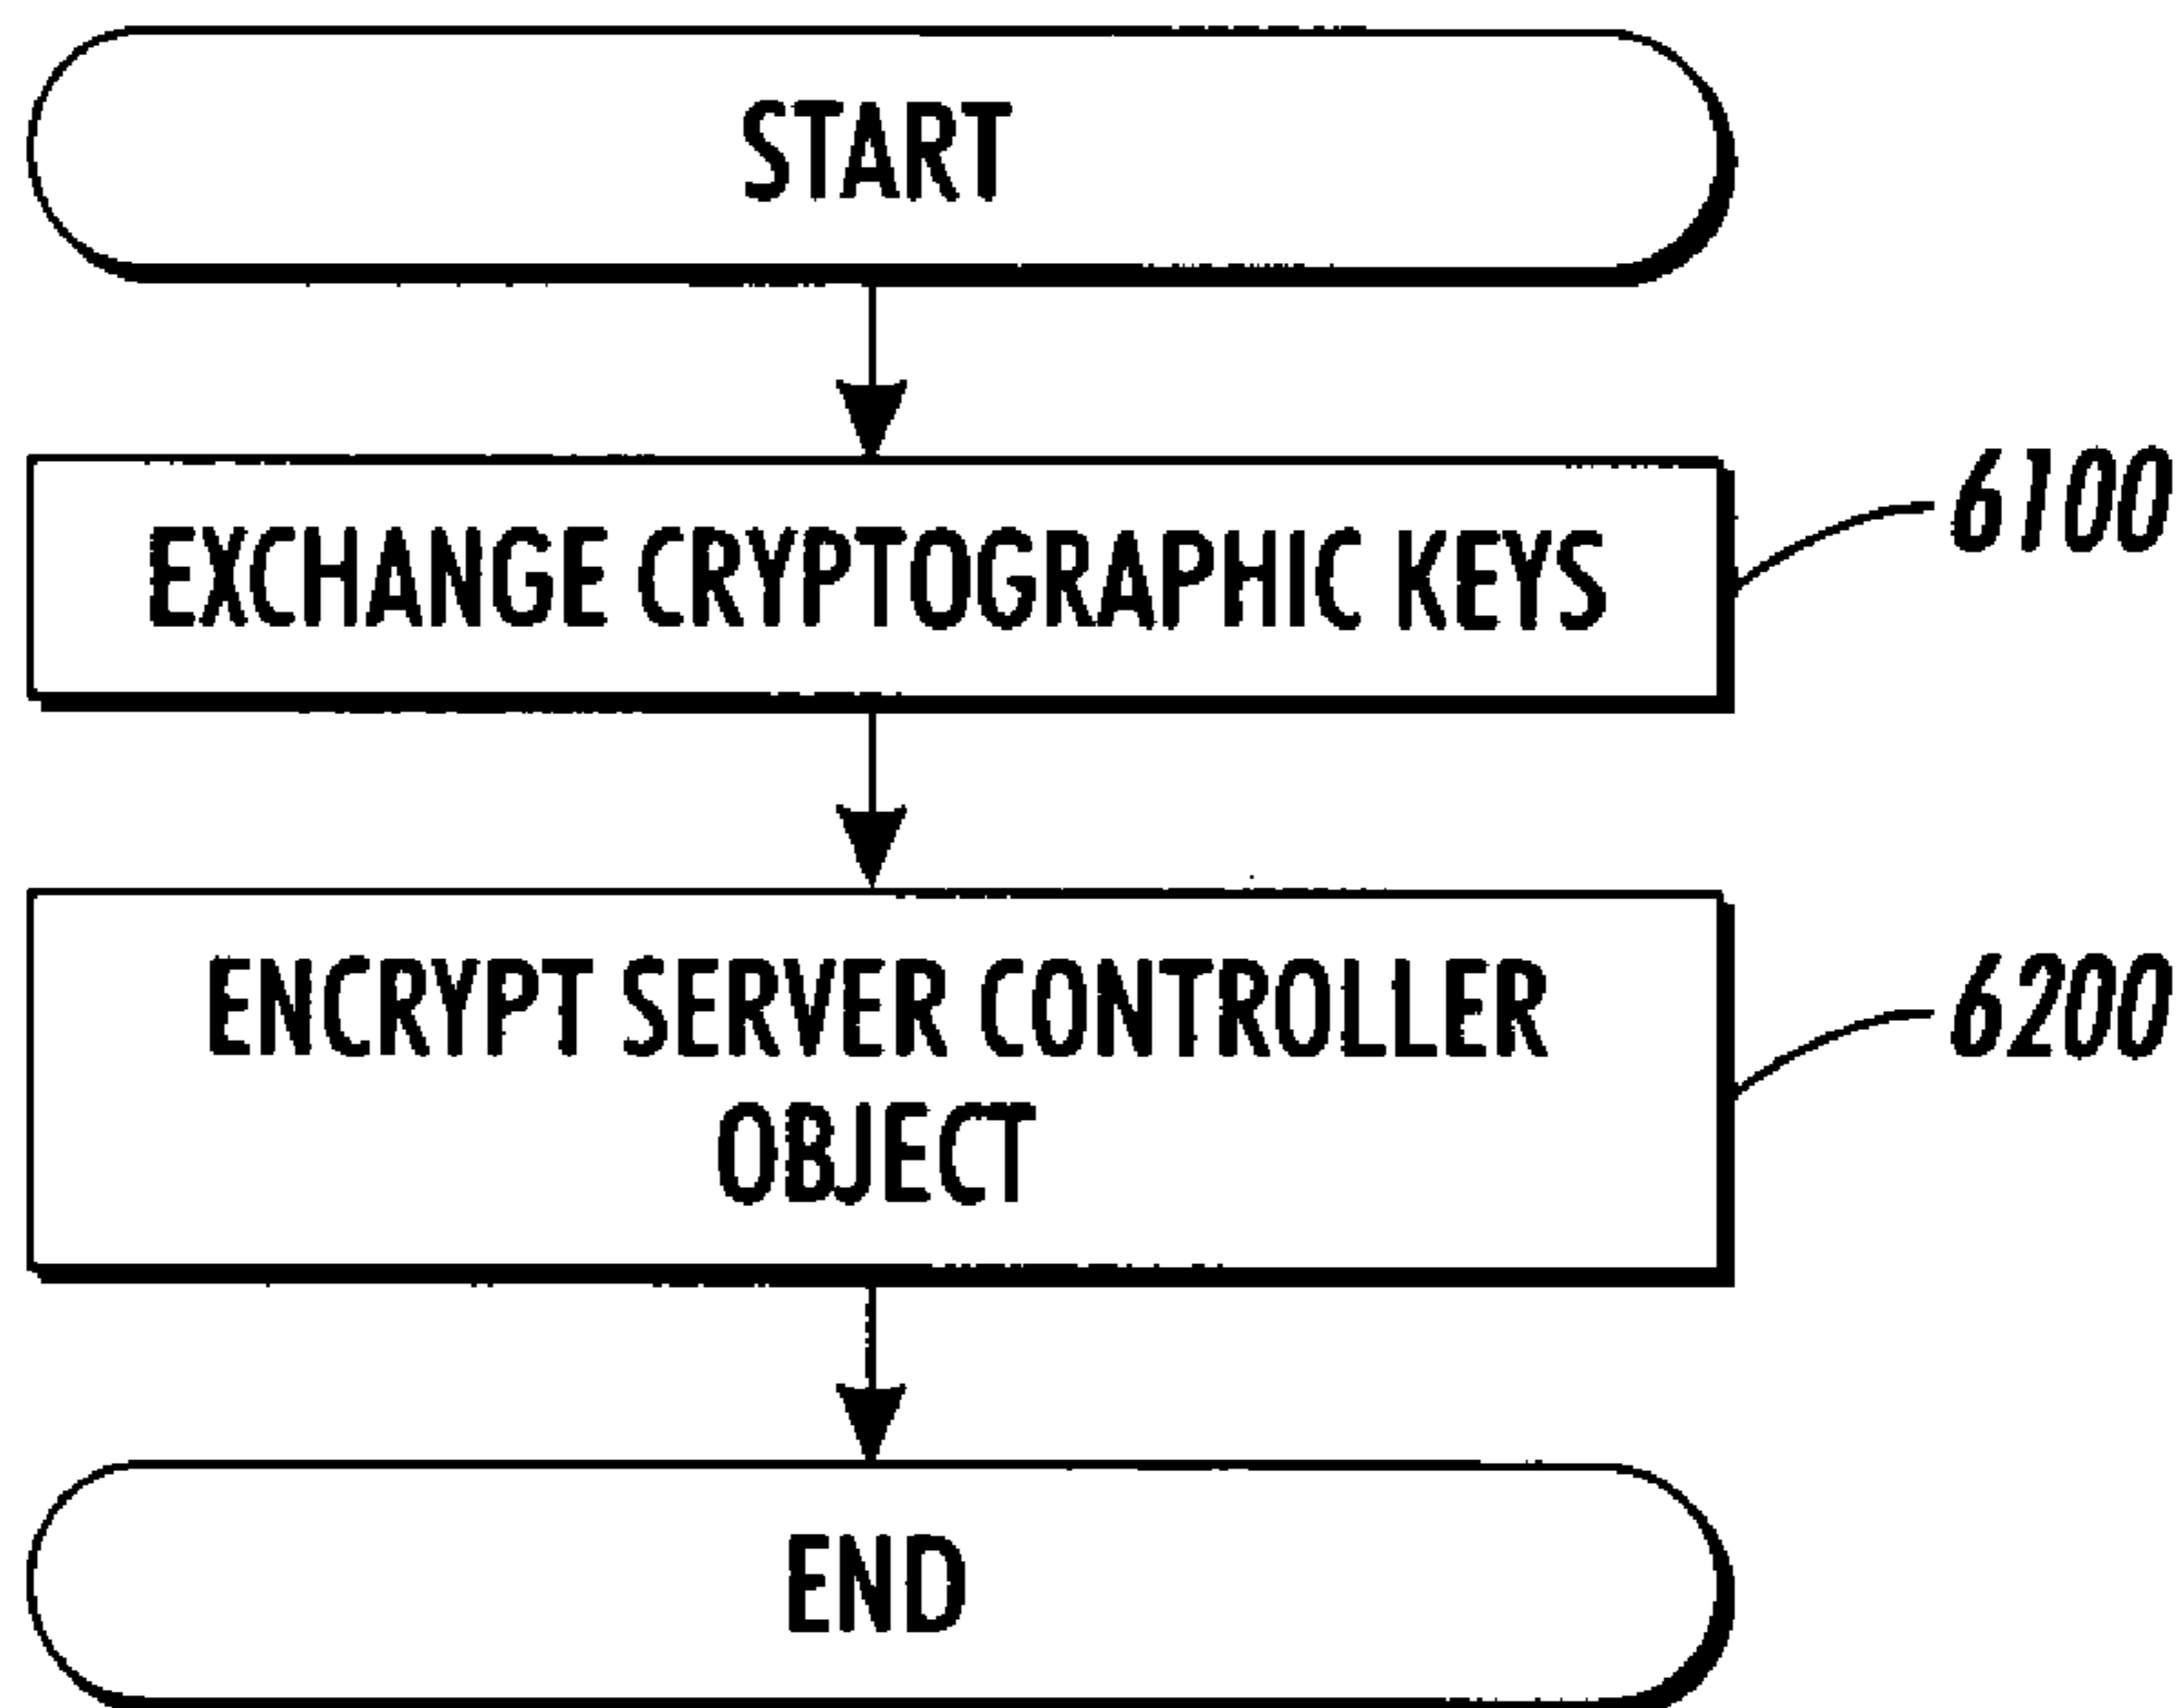 START
EXCHANGE CRYPTOGRAPHIC KEYS
6100
ENCRYPT SERVER CONTROLLER
OBJECT
6200
END